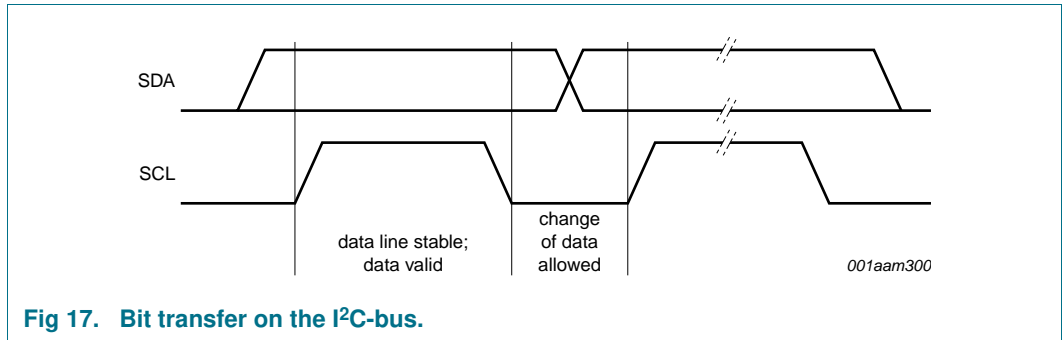 SDA
SCL
data line stable;
data valid
change
of data
allowed
001aam300
Fig 17. Bit transfer on the I²C-bus.